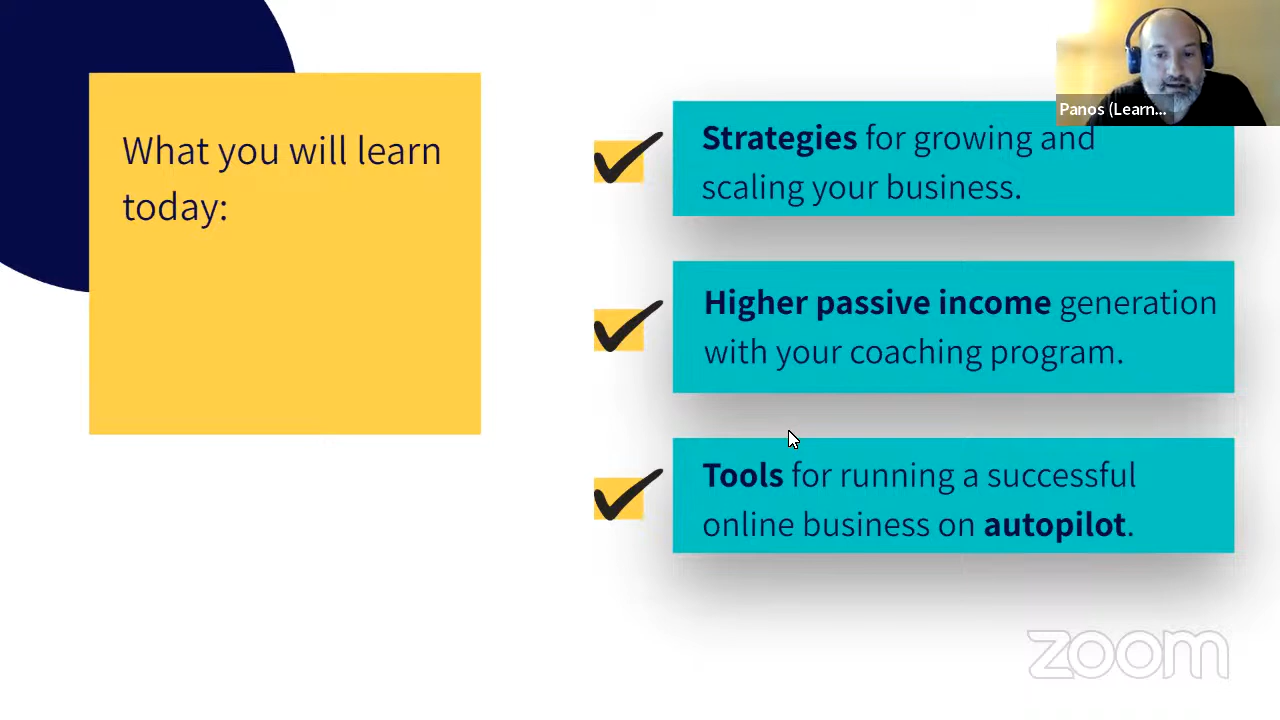 What you will learn
today:
Strategies for growing and
scaling your business.
Higher passive income generation
with your coaching program.
Tools for running a successful
online business on autopilot.
Panos (Learn...
zoom